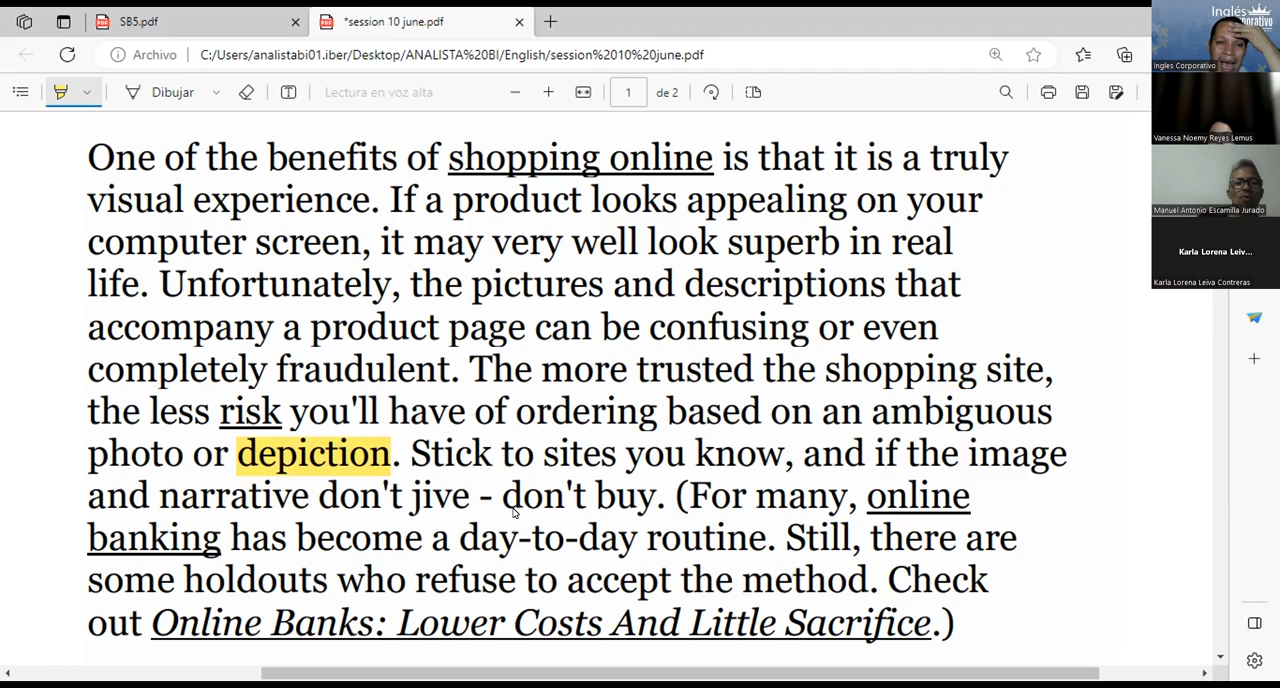 SB5.pdf
*session 10 june.pdf
Archivo
C:/Users/analistabi01.iber/Desktop/ANALISTA%20BI/English/session%2010%20june.pdf
Dibujar
Lectura en voz alta
1
de 2
One of the benefits of shopping online is that it is a truly
visual experience. If a product looks appealing on your
computer screen, it may very well look superb in real
life. Unfortunately, the pictures and descriptions that
accompany a product page can be confusing or even
completely fraudulent. The more trusted the shopping site,
the less risk you'll have of ordering based on an ambiguous
photo or depiction. Stick to sites you know, and if the image
and narrative don't jive - don't buy. (For many, online
banking has become a day-to-day routine. Still, there are
some holdouts who refuse to accept the method. Check
out Online Banks: Lower Costs And Little Sacrifice.)
Inglés
Corporativo
Ingles Corporativo
Vanessa Noemy Reyes Lemus
Manuel Antonio Escamilla Jurado
Karla Lorena Leiv...
Karla Lorena Leiva Contreras